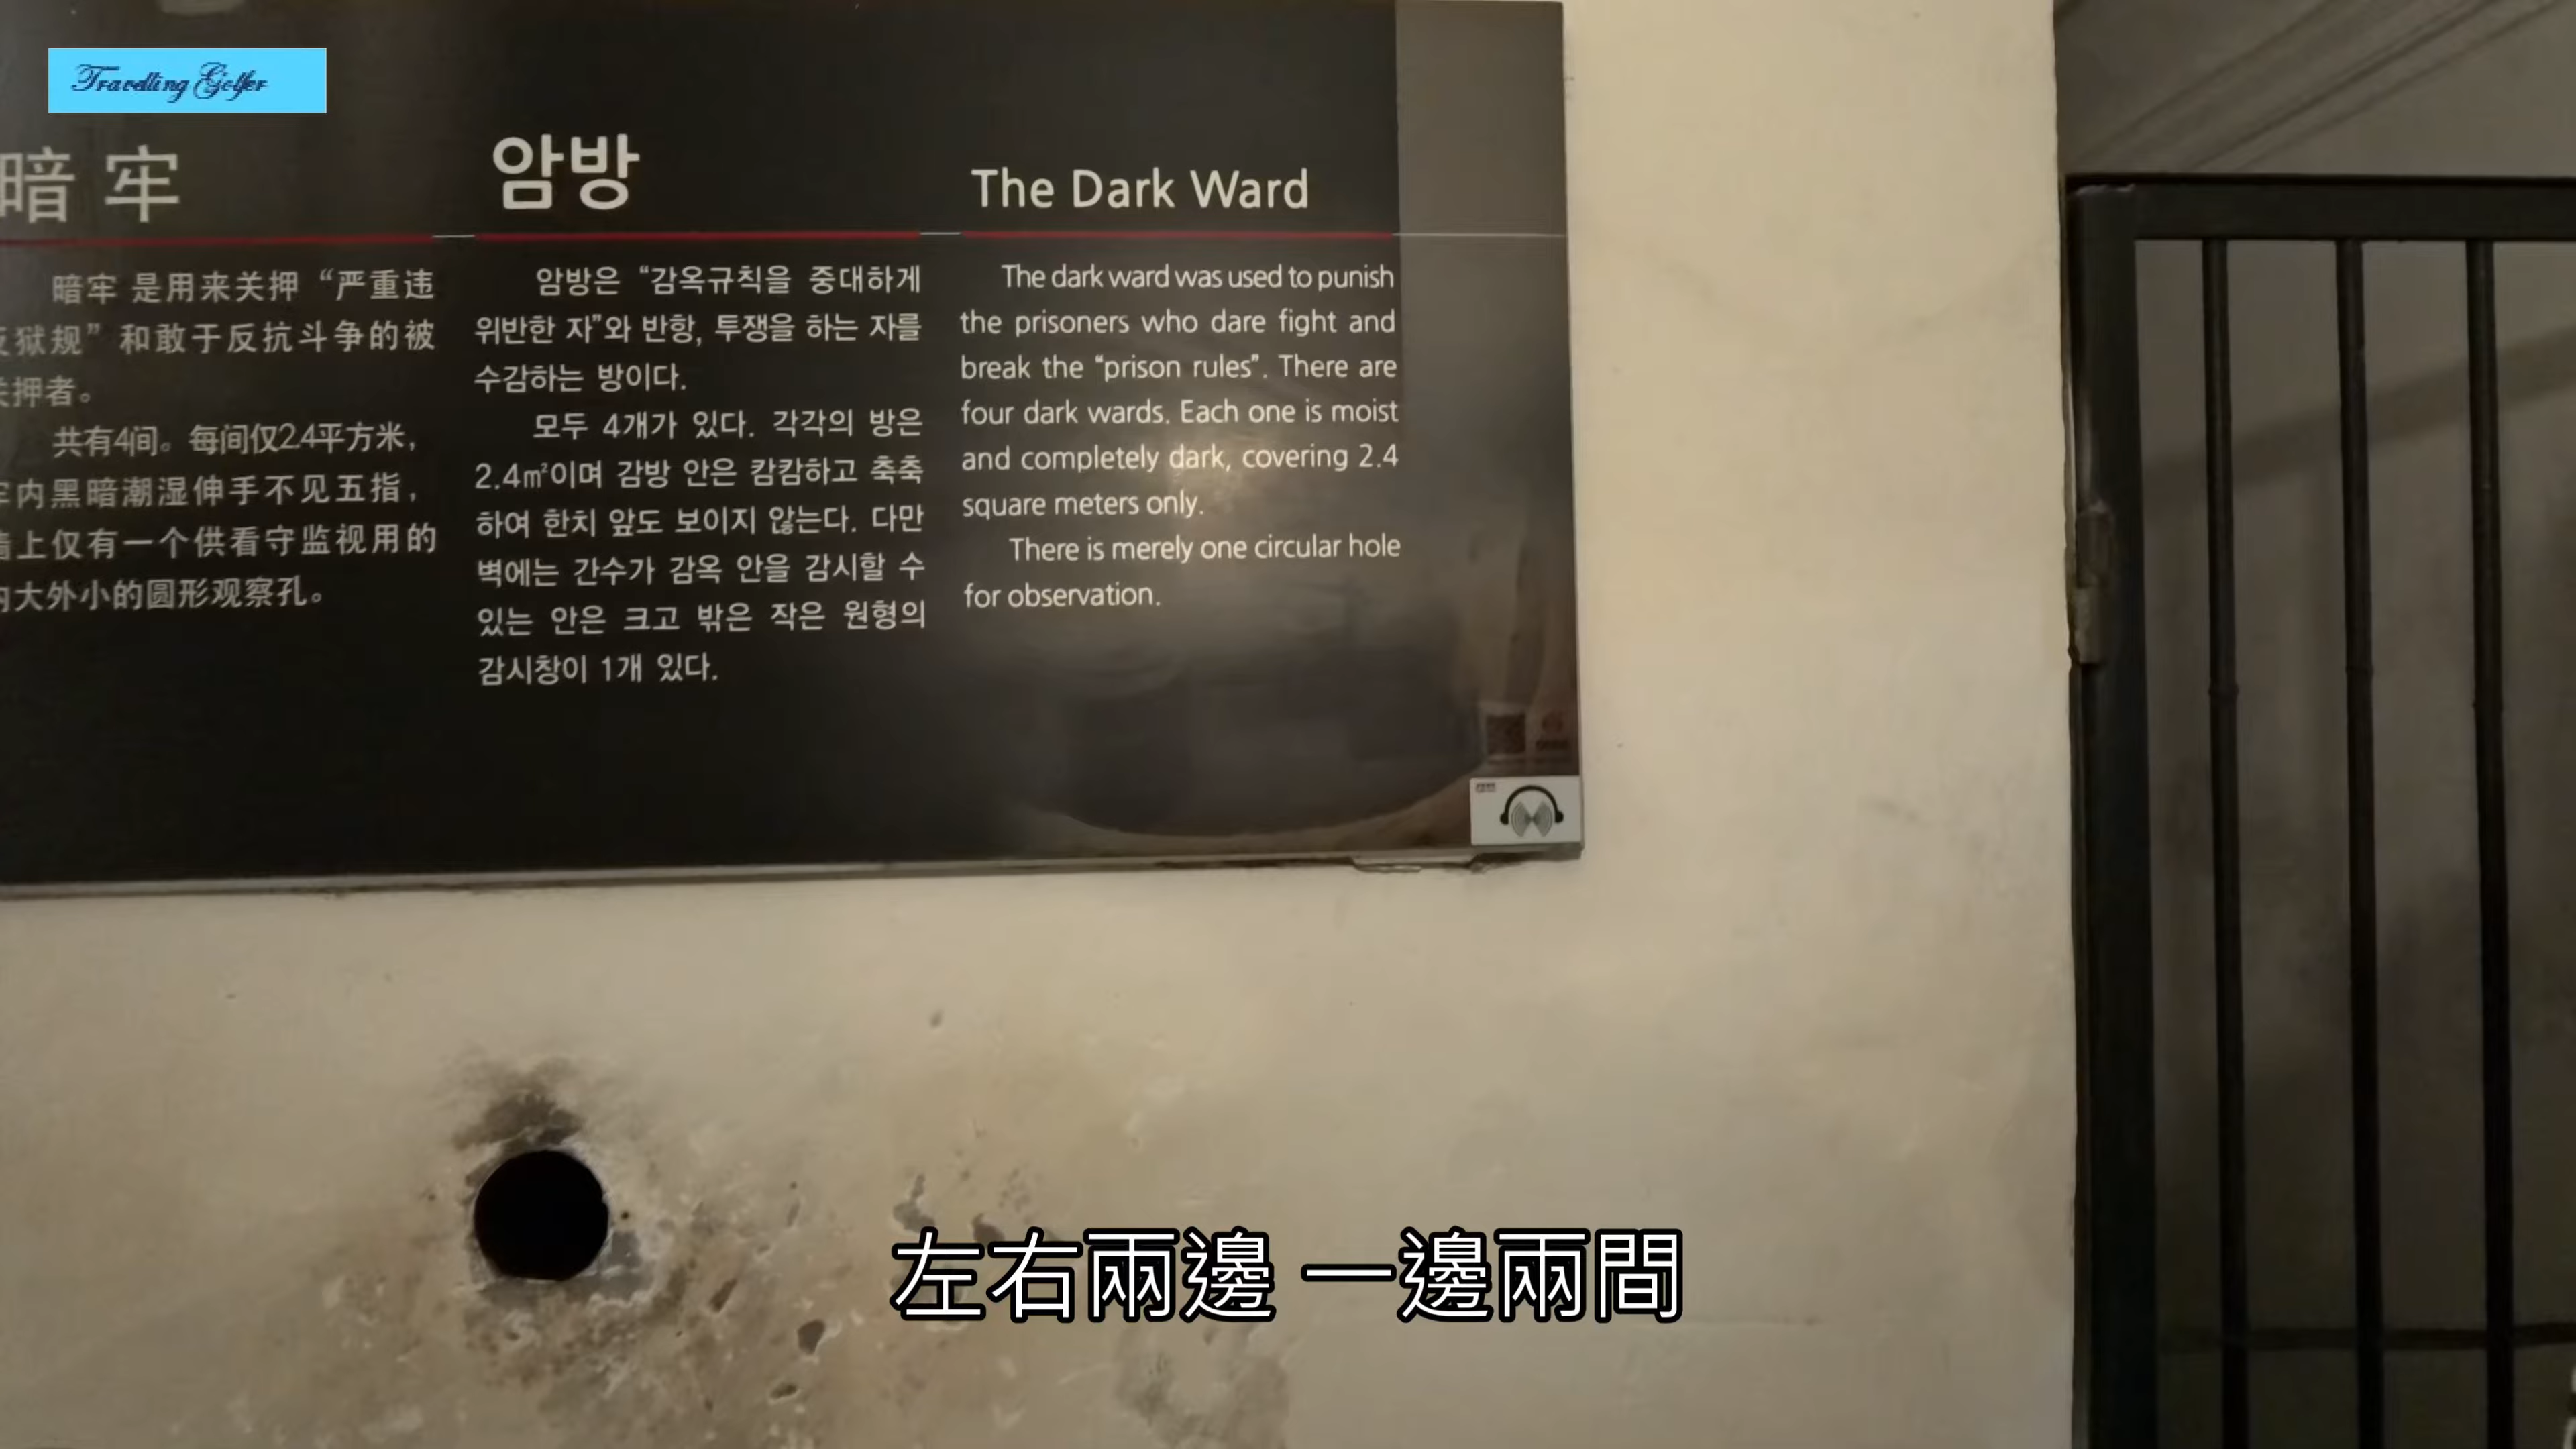 Travelling Golfer
暗牢
暗牢 是用来关押 “严重违
狱规” 和敢于反抗斗争的被
押者。
共有4间。每间仅2.4平方米，
内黑暗潮湿伸手不见五指，
上仅有一个供看守监视用的
大外小的圆形观察孔。
암방
암방은 “감옥규칙을 중대하게
위반한 자”와 반항, 투쟁을 하는 자를
수감하는 방이다.
모두 4개가 있다. 각각의 방은
2.4㎡이며 감방 안은 캄캄하고 축축
하여 한치 앞도 보이지 않는다. 다만
벽에는 간수가 감옥 안을 감시할 수
있는 안은 크고 밖은 작은 원형의
감시창이 1개 있다.
The Dark Ward
The dark ward was used to punish
the prisoners who dare fight and
break the “prison rules”. There are
four dark wards. Each one is moist
and completely dark, covering 2.4
square meters only.
There is merely one circular hole
for observation.
左右兩邊 一邊兩間